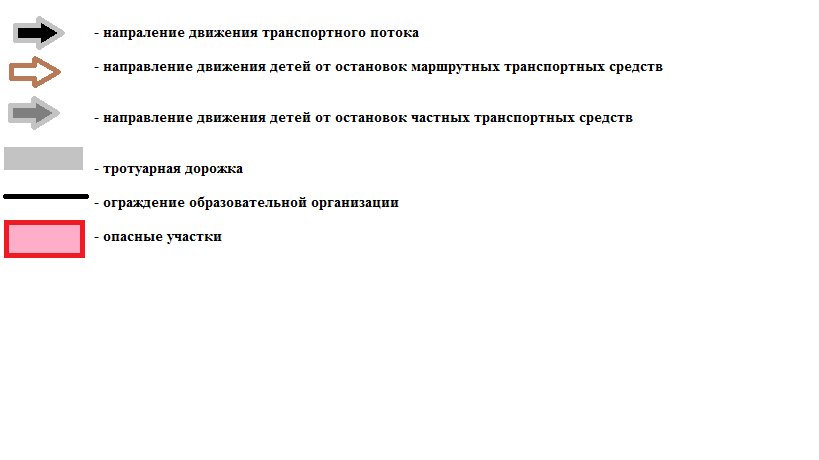 - напраление движения транспортного потока
- направление движения детей от остановок маршрутных транспортных средств
- направление движения детей от остановок частных транспортных средств
- тротуарная дорожка
- ограждение образовательной организации
- опасные участки